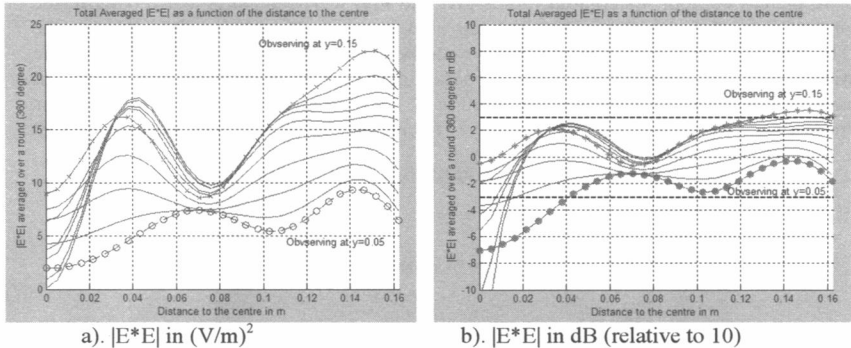 Total Averaged |E*E| as a function of the distance to the centre
|E*E| averaged over a round (360 degree)
25
20
15
10
5
0
Obvserving at y=0.15
Obvserving at y=0.05
0 0.02 0.04 0.06 0.08 0.1 0.12 0.14 0.16
Distance to the centre in m
a). |E*E| in (V/m)²
Total Averaged |E*E| as a function of the distance to the centre
|E*E| averaged over a round (360 degree) in dB
10
8
6
4
2
0
-2
-4
-6
-8
-10
Obvserving at y=0.15
Obvserving at y=0.05
0 0.02 0.04 0.06 0.08 0.1 0.12 0.14 0.16
Distance to the centre in m
b). |E*E| in dB (relative to 10)